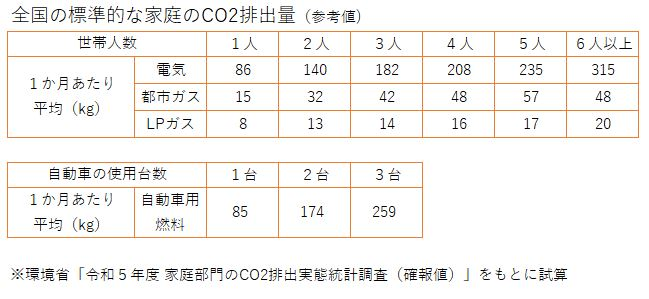 全国の標準的な家庭のCO2排出量（参考値）
世帯人数 1人 2人 3人 4人 5人 6人以上
1か月あたり平均（kg） 電気 86 140 182 208 235 315
都市ガス 15 32 42 48 57 48
LPガス 8 13 14 16 17 20
自動車の使用台数 1台 2台 3台
1か月あたり平均（kg） 自動車用燃料 85 174 259
※環境省「令和5年度 家庭部門のCO2排出実態統計調査（確報値）」をもとに試算